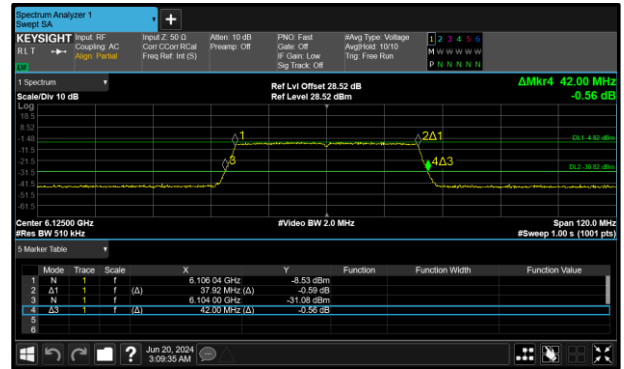 Spectrum Analyzer 1
Swept SA
+
KEYSIGHT Input: RF Input Z: 50 Ω Atten: 10 dB PNO: Fast #Avg Type: Voltage 1 2 3 4 5 6
R L T Coupling: AC Corr CCorr RCal Preamp: Off Gate: Off Avg|Hold: 10/10 M W W W W W
Align: Partial Freq Ref: Int (S) IF Gain: Low Trig: Free Run P N N N N N
Sig Track: Off
1 Spectrum Ref Lvl Offset 28.52 dB ΔMkr4 42.00 MHz
Scale/Div 10 dB Ref Level 28.52 dBm -0.56 dB
Log
18.5
8.52
-1.48
-11.5
-21.5
-31.5
-41.5
-51.5
-61.5
1
2Δ1
3
4Δ3
DL1 -4.82 dBm
DL2 -30.82 dBm
Center 6.12500 GHz #Video BW 2.0 MHz Span 120.0 MHz
#Res BW 510 kHz #Sweep 1.00 s (1001 pts)
5 Marker Table
Mode Trace Scale X Y Function Function Width Function Value
1 N 1 f 6.106 04 GHz -8.53 dBm
2 Δ1 1 f (Δ) 37.92 MHz (Δ) -0.59 dB
3 N 1 f 6.104 00 GHz -31.08 dBm
4 Δ3 1 f (Δ) 42.00 MHz (Δ) -0.56 dB
5
6
? Jun 20, 2024
3:09:35 AM